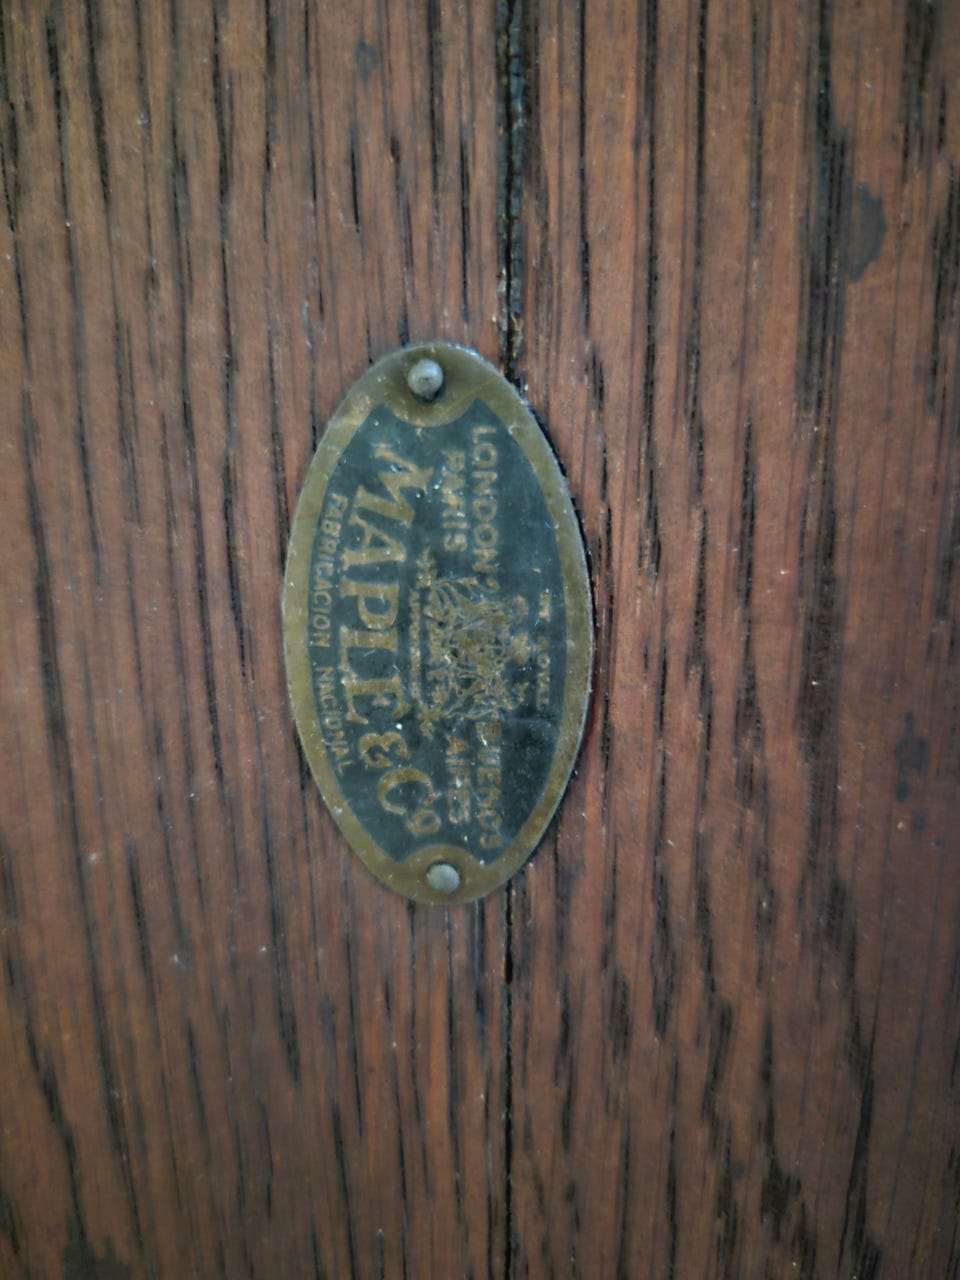 LONDON BUENOS
PARIS AIRES
MAPLE & Co
FABRICACION NACIONAL